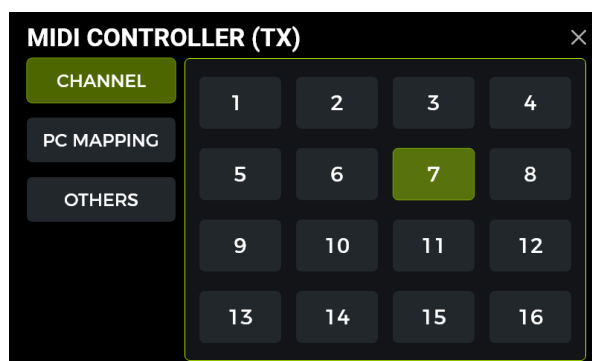 MIDI CONTROLLER (TX)
CHANNEL
PC MAPPING
OTHERS
1 2 3 4
5 6 7 8
9 10 11 12
13 14 15 16